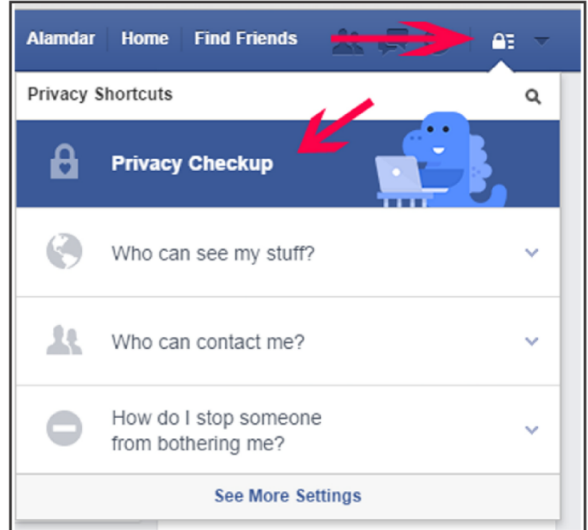 Alamdar Home Find Friends
Privacy Shortcuts
Privacy Checkup
Who can see my stuff?
Who can contact me?
How do I stop someone
from bothering me?
See More Settings